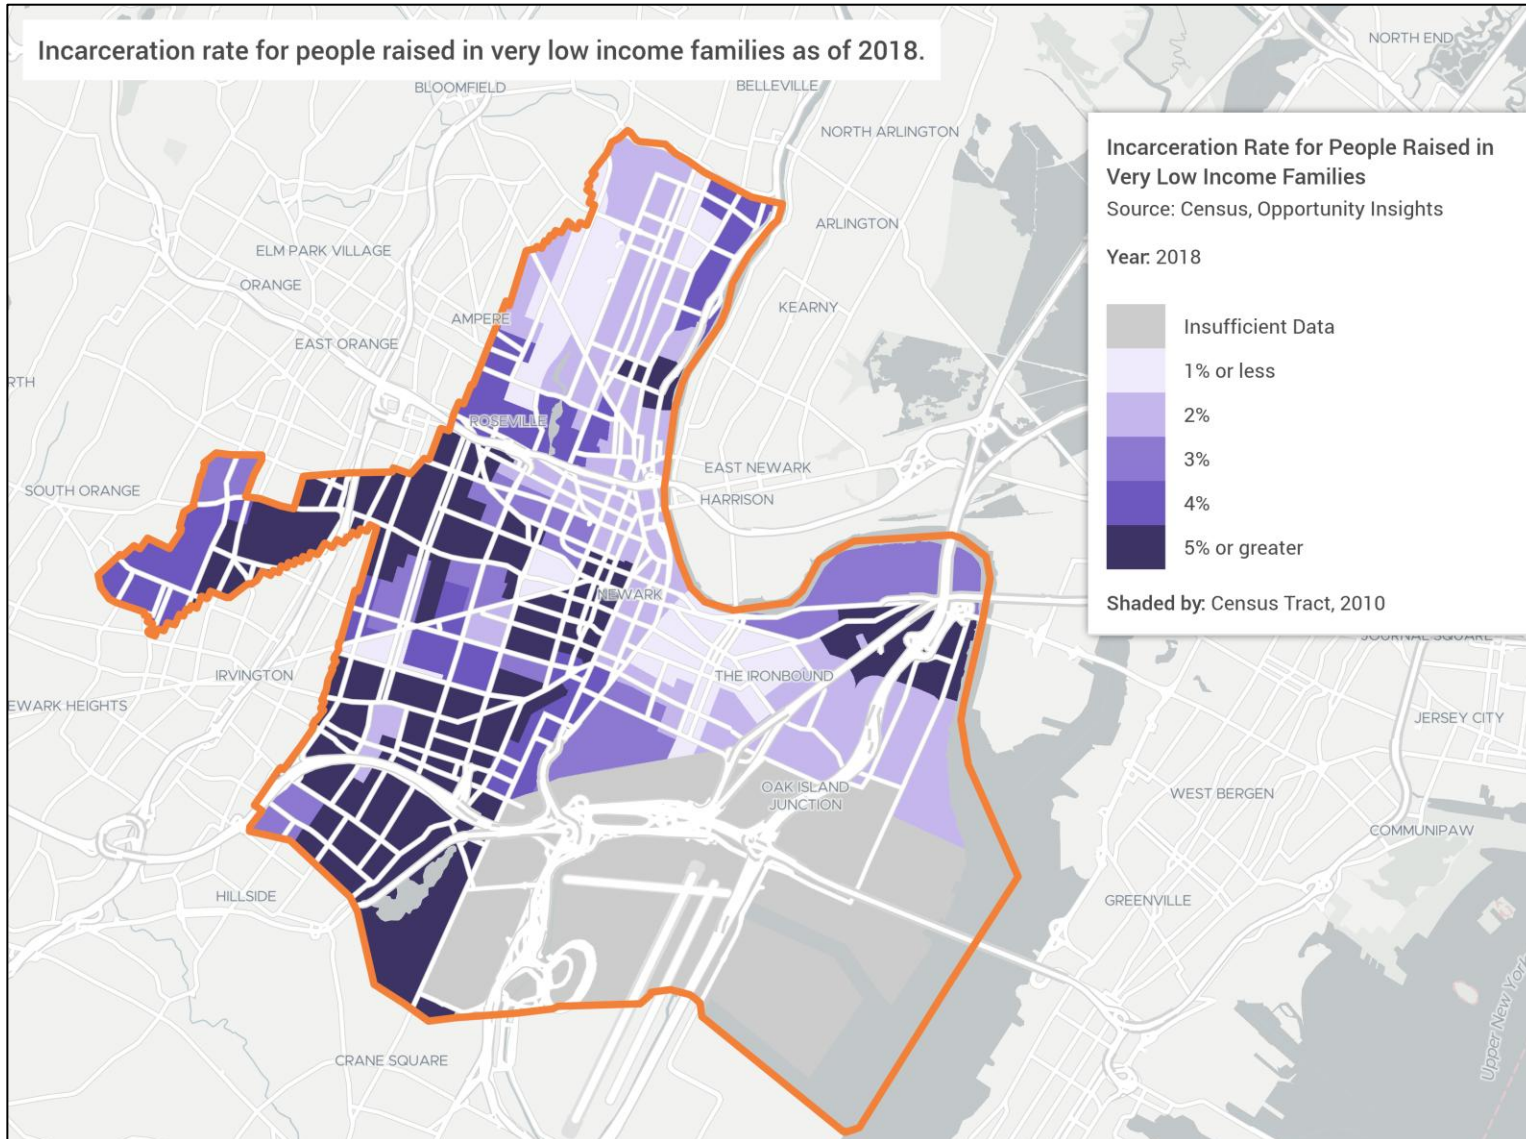 Incarceration rate for people raised in very low income families as of 2018.
NORTH END
BLOOMFIELD
BELLEVILLE
NORTH ARLINGTON
Incarceration Rate for People Raised in
Very Low Income Families
Source: Census, Opportunity Insights
Year: 2018
Insufficient Data
1% or less
2%
3%
4%
5% or greater
Shaded by: Census Tract, 2010
ARLINGTON
ELM PARK VILLAGE
ORANGE
KEARNY
AMPERE
EAST ORANGE
RTH
ROSEVILLE
EAST NEWARK
SOUTH ORANGE
HARRISON
NEWARK
JOURNAL SQUARE
IRVINGTON
THE IRONBOUND
EWARK HEIGHTS
JERSEY CITY
OAK ISLAND
JUNCTION
WEST BERGEN
COMMUNIPAW
HILLSIDE
GREENVILLE
CRANE SQUARE
Upper New York